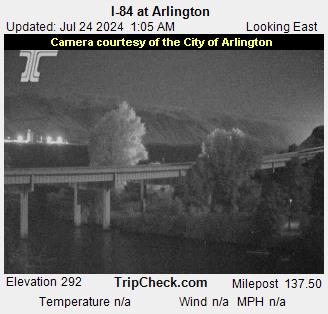 I-84 at Arlington
Updated: Jul 24 2024 1:05 AM Looking East
Camera courtesy of the City of Arlington
Elevation 292 TripCheck.com Milepost 137.50
Temperature n/a Wind n/a MPH n/a